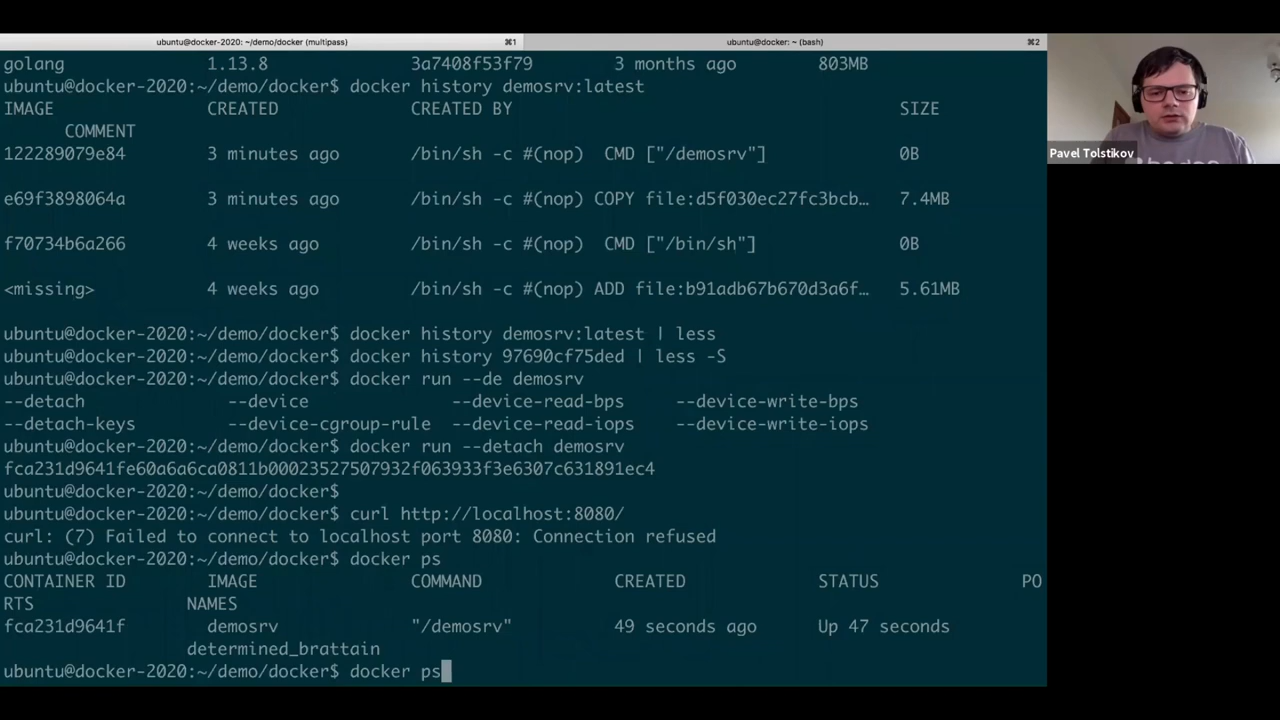 ubuntu@docker-2020: ~/demo/docker (multipass) ⌘1 ubuntu@docker: ~ (bash) ⌘2
golang 1.13.8 3a7408f53f79 3 months ago 803MB
ubuntu@docker-2020:~/demo/docker$ docker history demosrv:latest
IMAGE CREATED CREATED BY SIZE
COMMENT
122289079e84 3 minutes ago /bin/sh -c #(nop) CMD ["/demosrv"] 0B
e69f3898064a 3 minutes ago /bin/sh -c #(nop) COPY file:d5f030ec27fc3bcb… 7.4MB
f70734b6a266 4 weeks ago /bin/sh -c #(nop) CMD ["/bin/sh"] 0B
<missing> 4 weeks ago /bin/sh -c #(nop) ADD file:b91adb67b670d3a6f… 5.61MB
ubuntu@docker-2020:~/demo/docker$ docker history demosrv:latest | less
ubuntu@docker-2020:~/demo/docker$ docker history 97690cf75ded | less -S
ubuntu@docker-2020:~/demo/docker$ docker run --de demosrv
--detach --device --device-read-bps --device-write-bps
--detach-keys --device-cgroup-rule --device-read-iops --device-write-iops
ubuntu@docker-2020:~/demo/docker$ docker run --detach demosrv
fca231d9641fe60a6a6ca0811b00023527507932f063933f3e6307c631891ec4
ubuntu@docker-2020:~/demo/docker$
ubuntu@docker-2020:~/demo/docker$ curl http://localhost:8080/
curl: (7) Failed to connect to localhost port 8080: Connection refused
ubuntu@docker-2020:~/demo/docker$ docker ps
CONTAINER ID IMAGE COMMAND CREATED STATUS PO
RTS NAMES
fca231d9641f demosrv "/demosrv" 49 seconds ago Up 47 seconds
determined_brattain
ubuntu@docker-2020:~/demo/docker$ docker ps
Pavel Tolstikov